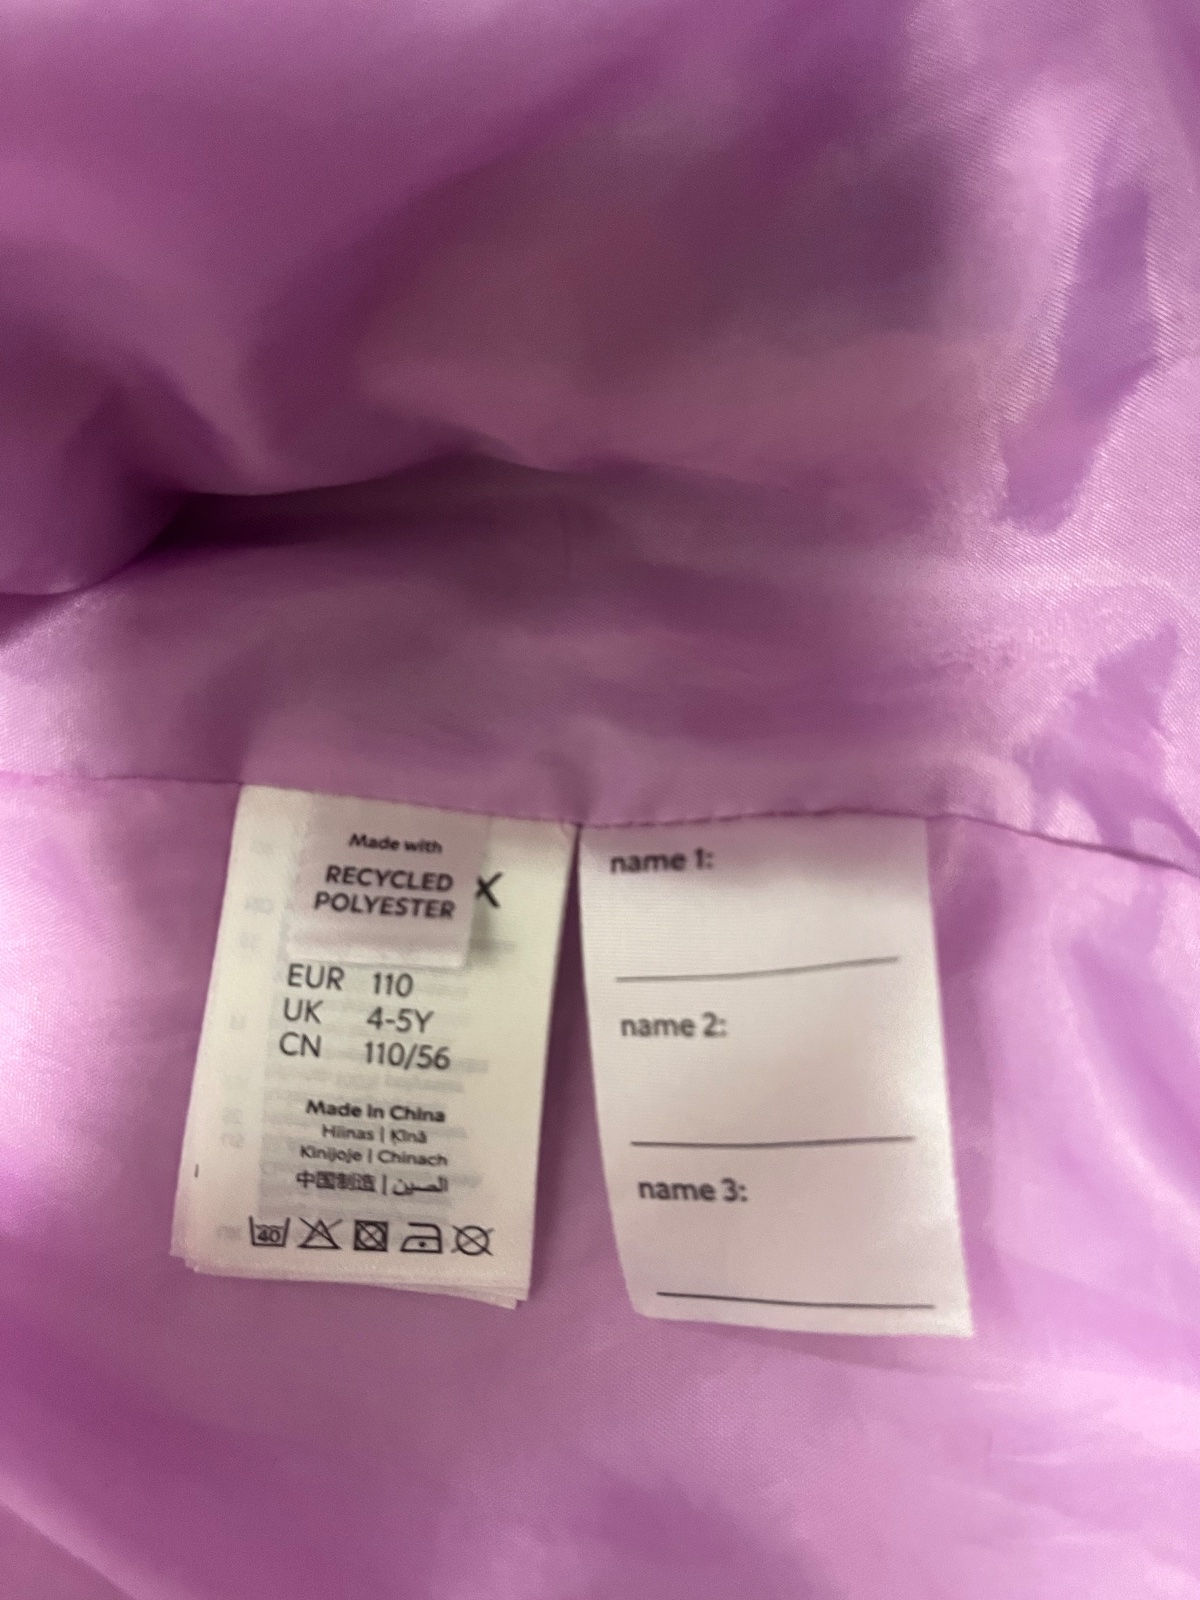 Made with
RECYCLED
POLYESTER
X
EUR 110
UK 4-5Y
CN 110/56
Made in China
Hiinas | Ķīnā
Kinijoje | Chinach
中国制造 | الصين
40
name 1:
name 2:
name 3: